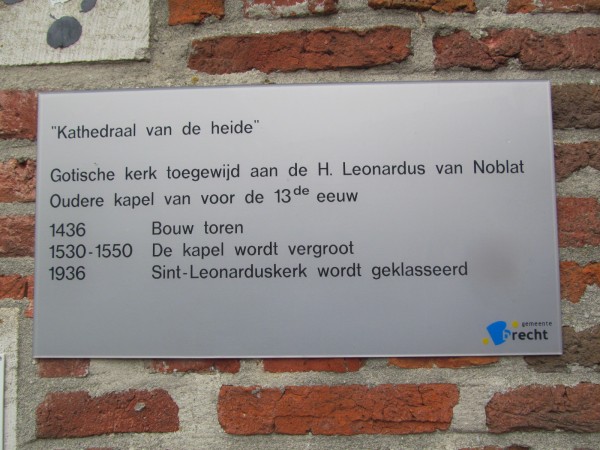 "Kathedraal van de heide"
Gotische kerk toegewijd aan de H. Leonardus van Noblat
Oudere kapel van voor de 13de eeuw
1436 Bouw toren
1530-1550 De kapel wordt vergroot
1936 Sint-Leonarduskerk wordt geklasseerd
gemeente
brecht